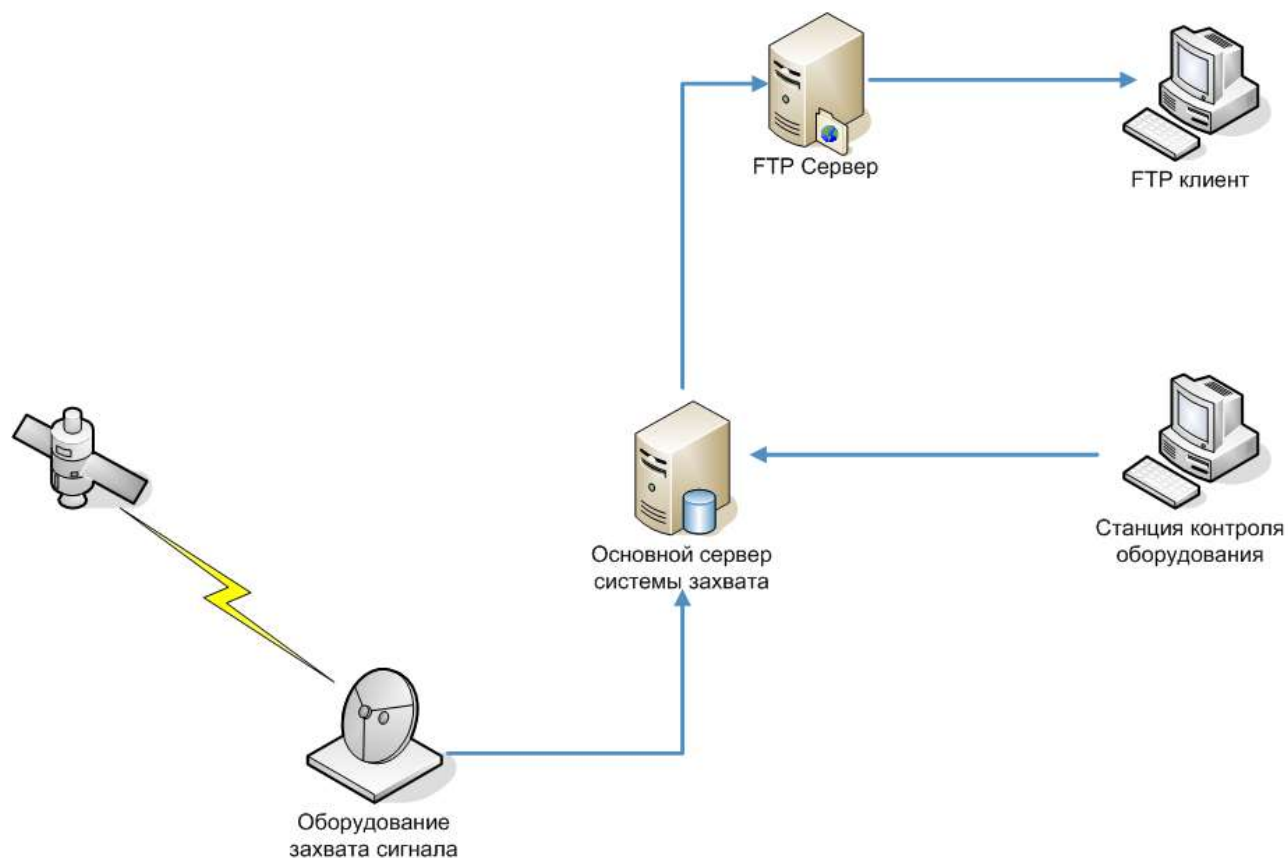 FTP Сервер
FTP клиент
Основной сервер
системы захвата
Станция контроля
оборудования
Оборудование
захвата сигнала